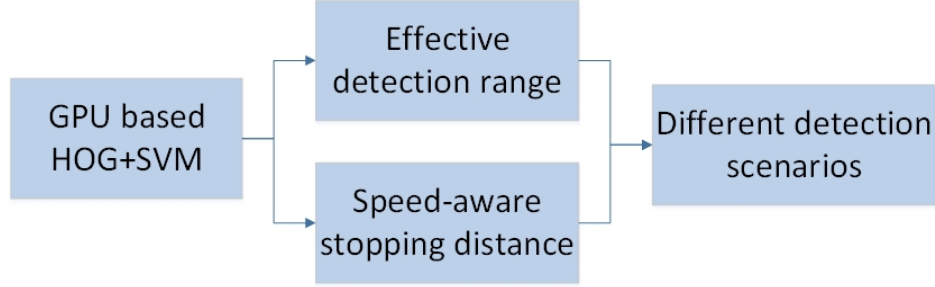 GPU based
HOG+SVM
Effective
detection range
Speed-aware
stopping distance
Different detection
scenarios